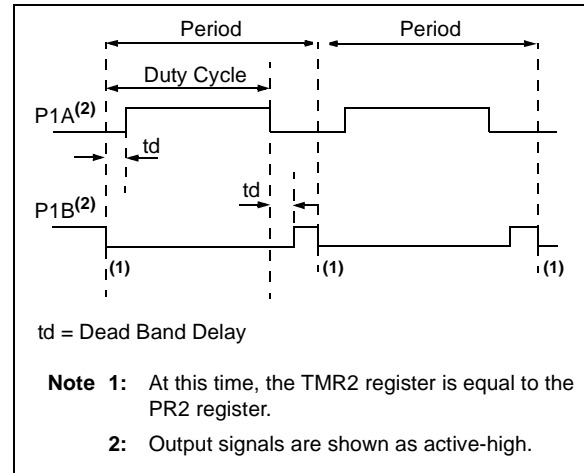 Period Period
Duty Cycle
P1A(2)
td
td
P1B(2)
(1) (1) (1)
td = Dead Band Delay
Note 1: At this time, the TMR2 register is equal to the
PR2 register.
2: Output signals are shown as active-high.